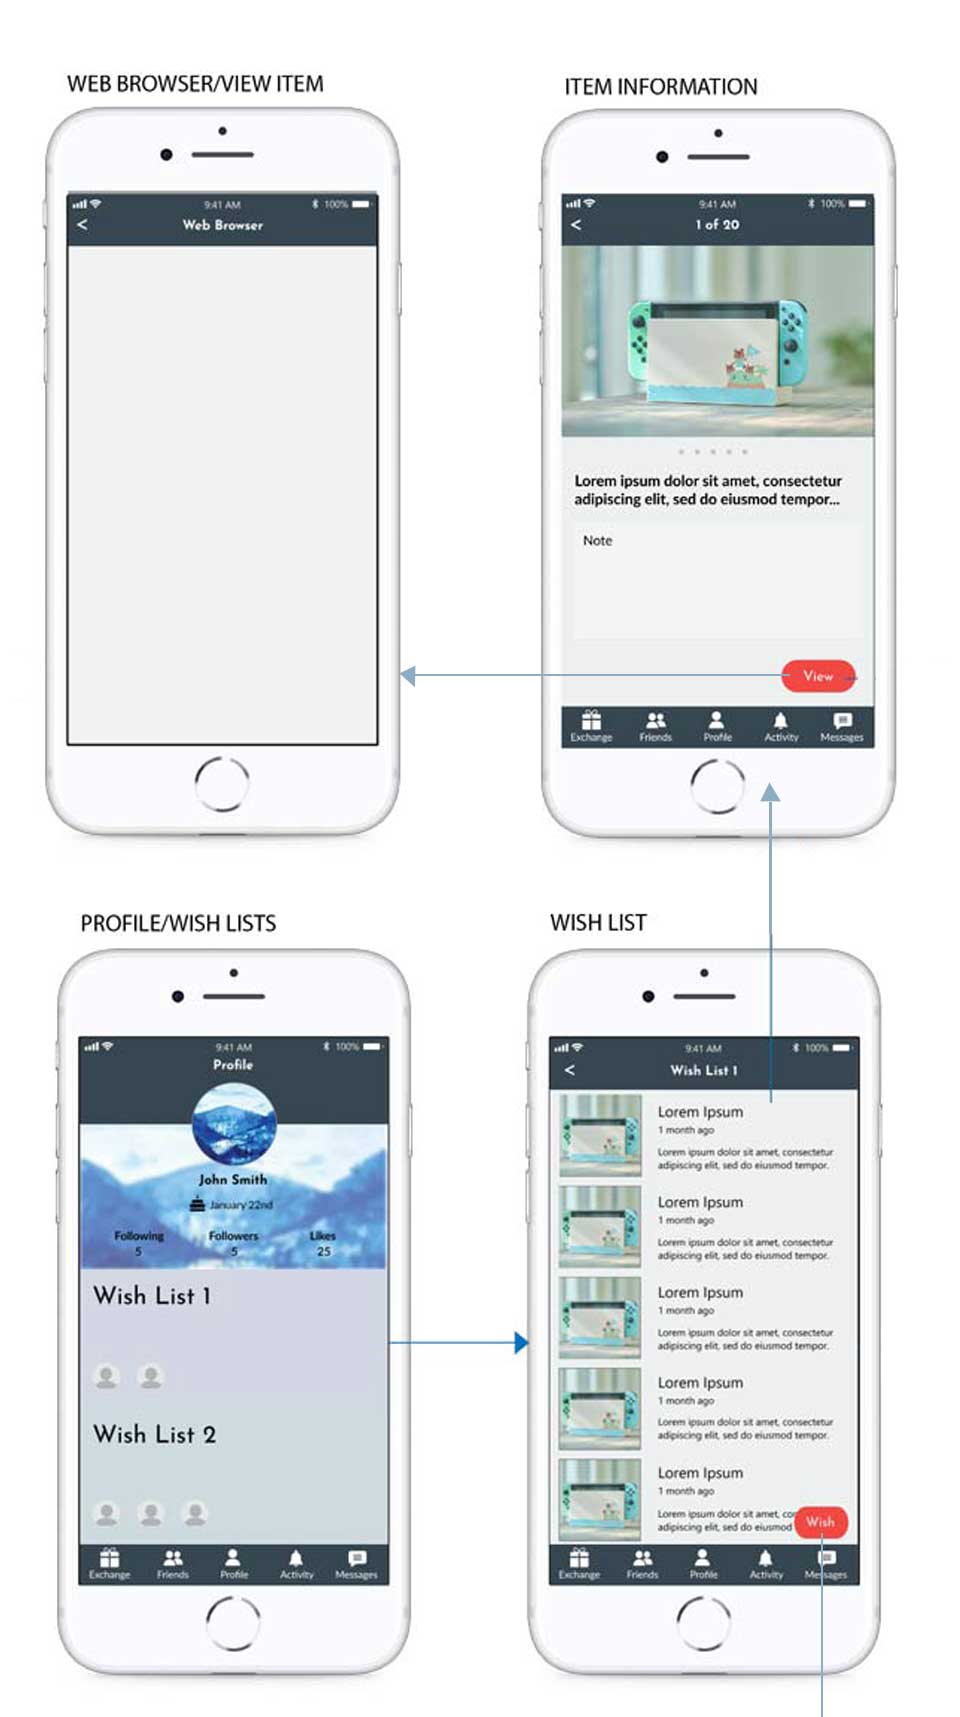 WEB BROWSER/VIEW ITEM
9:41 AM
100%
<
Web Browser
ITEM INFORMATION
9:41 AM
100%
<
1 of 20
Lorem ipsum dolor sit amet, consectetur
adipiscing elit, sed do eiusmod tempor...
Note
View
Exchange
Friends
Profile
Activity
Messages
PROFILE/WISH LISTS
9:41 AM
100%
Profile
John Smith
January 22nd
Following
Followers
Likes
5
5
25
Wish List 1
Wish List 2
Exchange
Friends
Profile
Activity
Messages
WISH LIST
9:41 AM
100%
<
Wish List 1
Lorem Ipsum
1 month ago
Lorem ipsum dolor sit amet, consectetur
adipiscing elit, sed do eiusmod tempor.
Lorem Ipsum
1 month ago
Lorem ipsum dolor sit amet, consectetur
adipiscing elit, sed do eiusmod tempor.
Lorem Ipsum
1 month ago
Lorem ipsum dolor sit amet, consectetur
adipiscing elit, sed do eiusmod tempor.
Lorem Ipsum
1 month ago
Lorem ipsum dolor sit amet, consectetur
adipiscing elit, sed do eiusmod tempor.
Lorem Ipsum
1 month ago
Lorem ipsum dolor sit amet, con
adipiscing elit, sed do eiusmod
Wish
Exchange
Friends
Profile
Activity
Messages